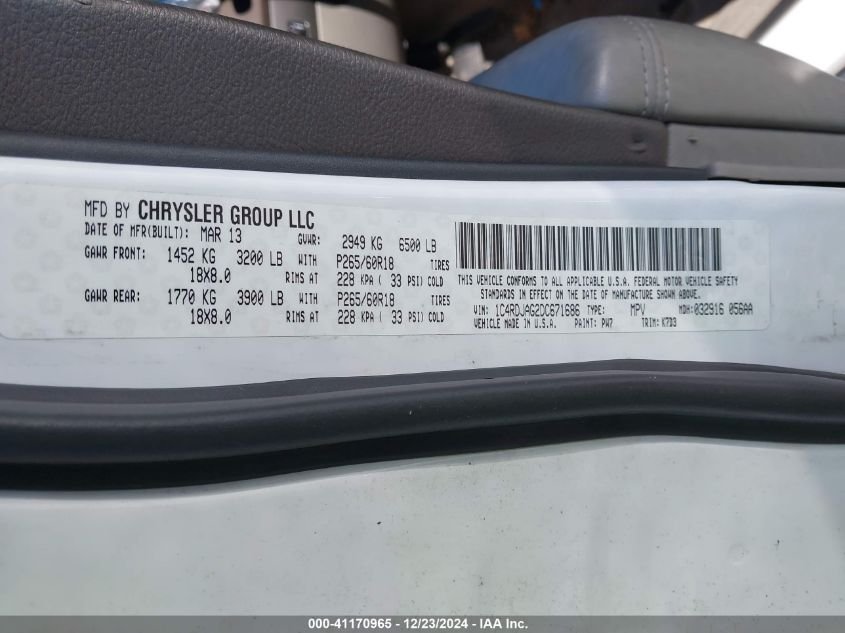 MFD BY CHRYSLER GROUP LLC
DATE OF MFR(BUILT): MAR 13 GVWR: 2949 KG 6500 LB
GAWR FRONT: 1452 KG 3200 LB WITH P265/60R18 TIRES
18X8.0 RIMS AT 228 KPA ( 33 PSI) COLD
GAWR REAR: 1770 KG 3900 LB WITH P265/60R18 TIRES
18X8.0 RIMS AT 228 KPA ( 33 PSI) COLD
THIS VEHICLE CONFORMS TO ALL APPLICABLE U.S.A. FEDERAL MOTOR VEHICLE SAFETY
STANDARDS IN EFFECT ON THE DATE OF MANUFACTURE SHOWN ABOVE.
VIN: 1C4RDJAG2DC671686 TYPE: MPV MDH:032916 056AA
VEHICLE MADE IN U.S.A. PAINT: PW7 TRIM: K7D3
000-41170965 - 12/23/2024 - IAA Inc.